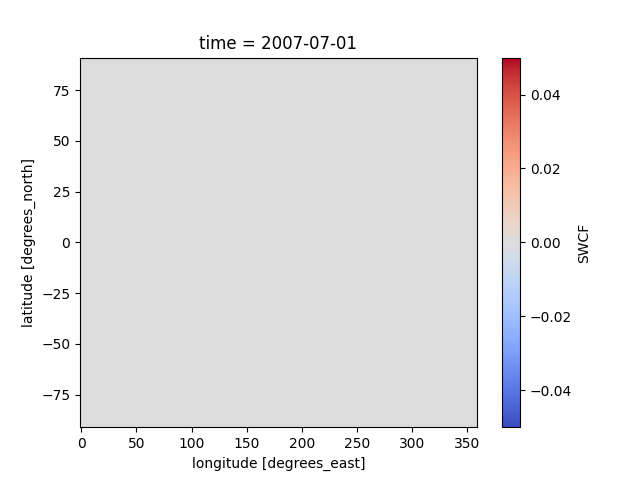 time = 2007-07-01
75
50
25
0
−25
−50
−75
latitude [degrees_north]
0 50 100 150 200 250 300 350
longitude [degrees_east]
0.04
0.02
0.00
−0.02
−0.04
SWCF